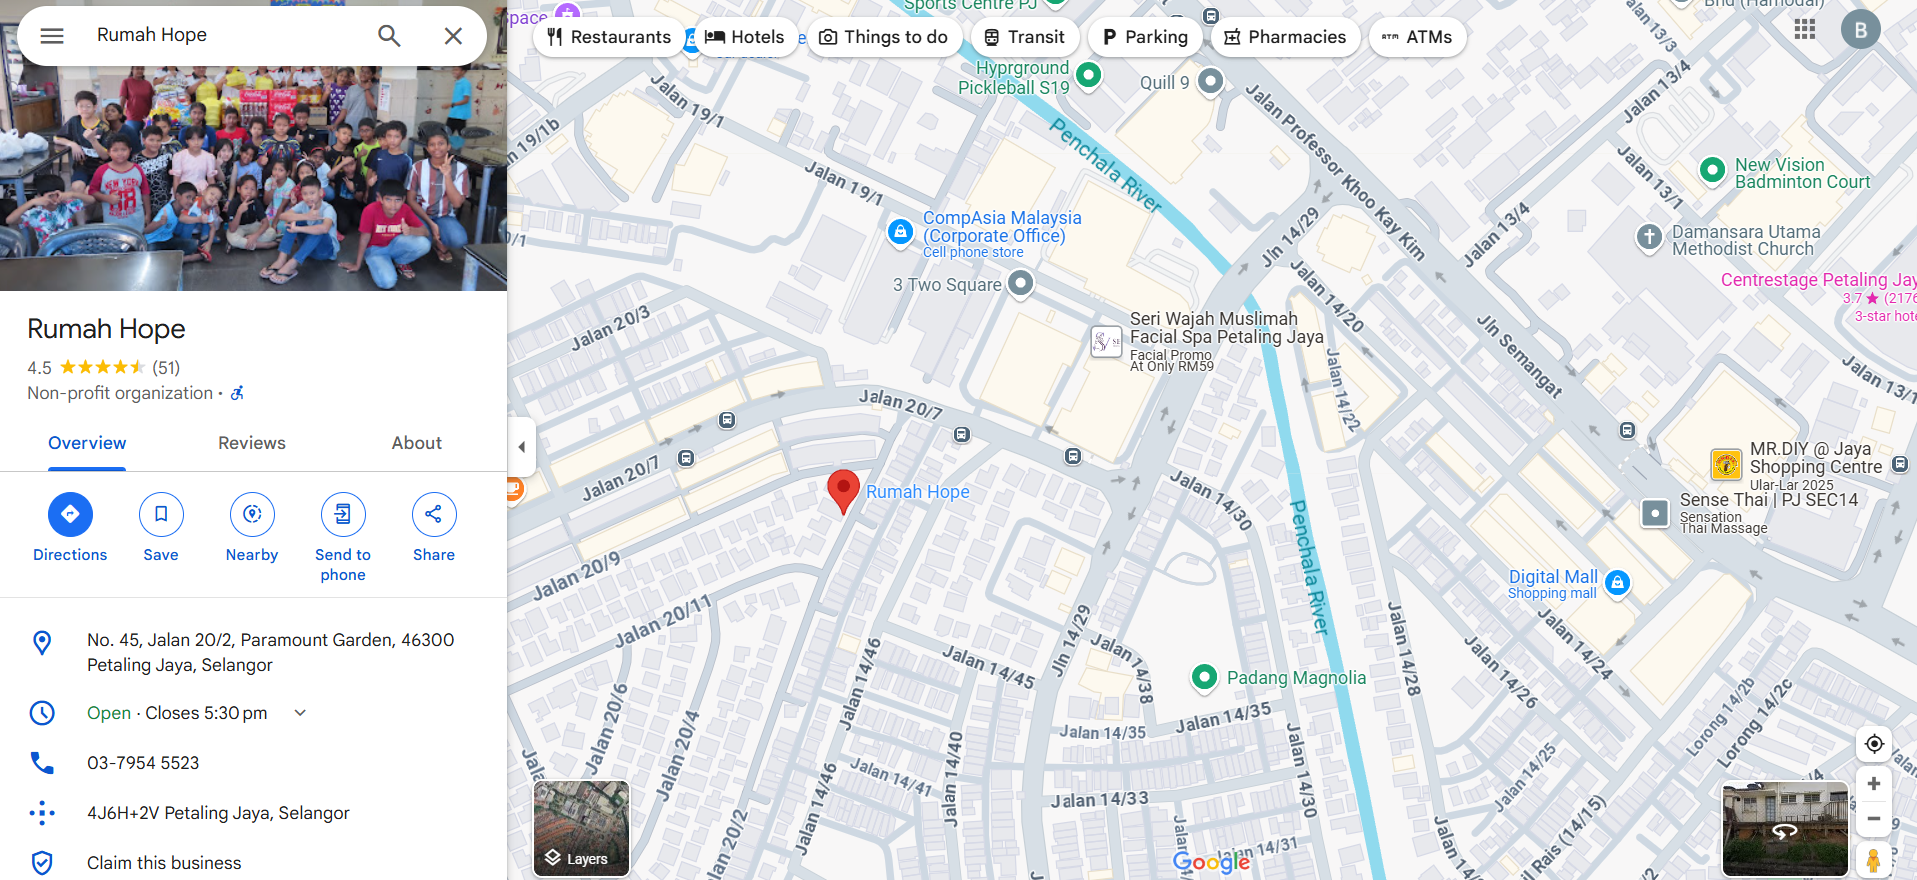 Rumah Hope
Rumah Hope
4.5
(51)
Non-profit organization ·
Overview
Reviews
About
Directions
Save
Nearby
Send to
phone
Share
No. 45, Jalan 20/2, Paramount Garden, 46300
Petaling Jaya, Selangor
Open · Closes 5:30 pm
03-7954 5523
4J6H+2V Petaling Jaya, Selangor
Claim this business
Restaurants
Hotels
Things to do
Transit
Parking
Pharmacies
ATM
ATMs
B
Space
Sports Centre PJ
Hyprground
Pickleball S19
Quill 9
Jalan 19/1
Jalan 19/1
Penchala River
Jalan Professor Khoo Kay Kim
Jalan 13/3
Jalan 13/4
Jalan 13/1
New Vision
Badminton Court
Jalan 13/4
Damansara Utama
Methodist Church
CompAsia Malaysia
(Corporate Office)
Cell phone store
3 Two Square
Jln 14/29
Jalan 14/20
Centrestage Petaling Jay
3.7
(2176
3-star hote
Jalan 20/3
Seri Wajah Muslimah
Facial Spa Petaling Jaya
Facial Promo
At Only RM59
Jln Semangat
Jalan 14/22
Jalan 13/1
Jalan 20/7
Jalan 20/7
MR.DIY @ Jaya
Shopping Centre
Ular-Lar 2025
Rumah Hope
Jalan 14/30
Sense Thai | PJ SEC14
Sensation
Thai Massage
Penchala River
Jalan 20/9
Digital Mall
Shopping mall
Jalan 20/11
Jln 14/29
Jalan 14/46
Jalan 14/45
Jalan 14/38
Jalan 14/28
Jalan 14/24
Jalan 14/26
Padang Magnolia
Jalan 20/6
Jalan 20/4
Jalan 14/35
Jalan 14/35
Lorong 14/2b
Lorong 14/2c
Jalan 14/40
Jalan 14/41
Jalan 14/46
Jalan 14/30
Jalan 14/25
Jalan 14/33
Jalan 20/2
Jalan 14/31
Rais (14/15)
Layers
Google